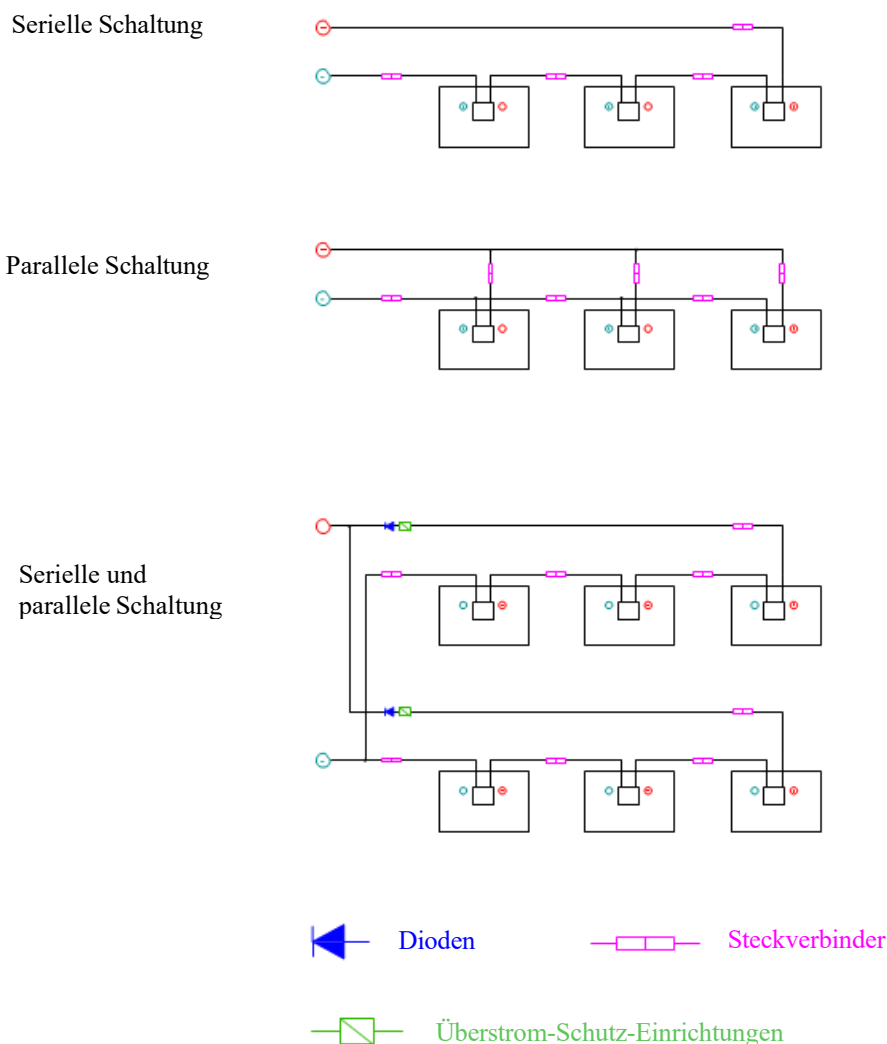 Serielle Schaltung
Parallele Schaltung
Serielle und
parallele Schaltung
Dioden
Steckverbinder
Überstrom-Schutz-Einrichtungen